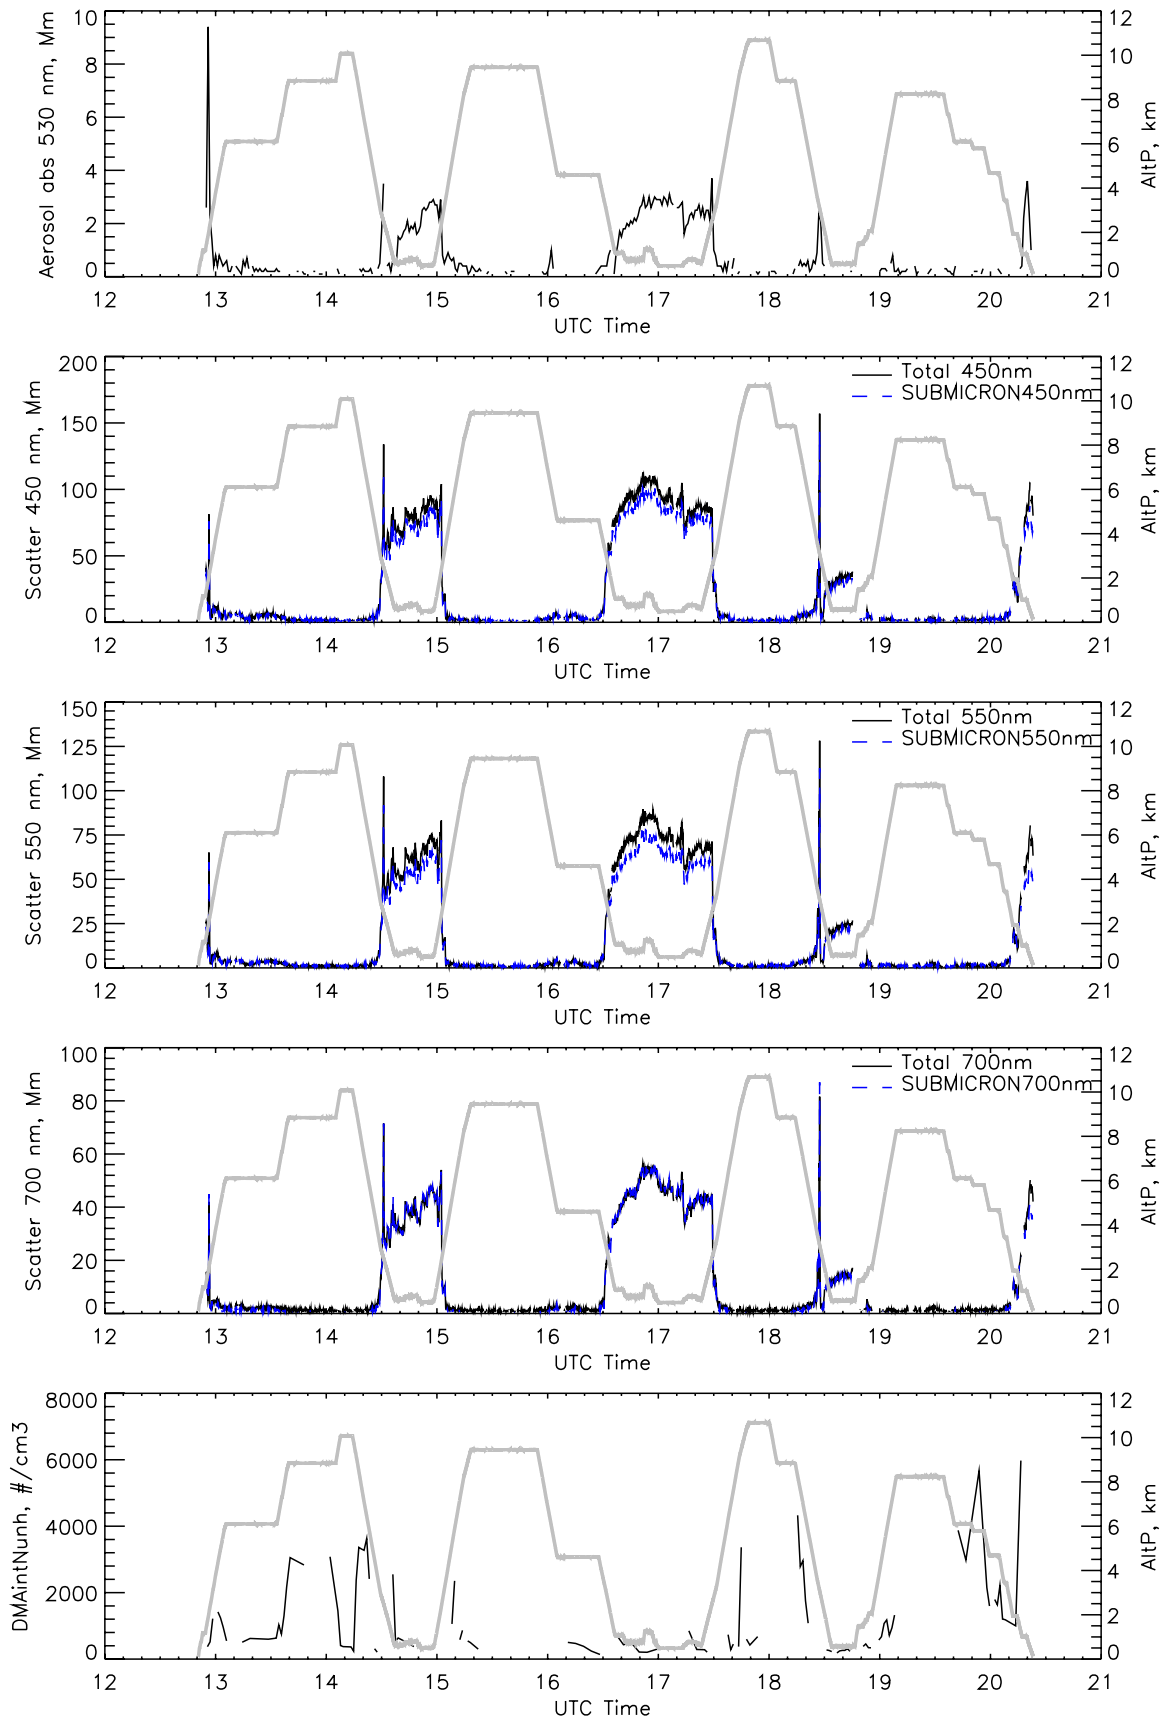 Aerosol abs 530 nm, Mm
10
8
6
4
2
0
12
10
8
6
4
2
0
AltP, km
12 13 14 15 16 17 18 19 20 21
UTC Time
Scatter 450 nm, Mm
200
150
100
50
0
Total 450nm
SUBMICRON450nm
12
10
8
6
4
2
0
AltP, km
12 13 14 15 16 17 18 19 20 21
UTC Time
Scatter 550 nm, Mm
150
125
100
75
50
25
0
Total 550nm
SUBMICRON550nm
12
10
8
6
4
2
0
AltP, km
12 13 14 15 16 17 18 19 20 21
UTC Time
Scatter 700 nm, Mm
100
80
60
40
20
0
Total 700nm
SUBMICRON700nm
12
10
8
6
4
2
0
AltP, km
12 13 14 15 16 17 18 19 20 21
UTC Time
DMAintNunh, #/cm3
8000
6000
4000
2000
0
12
10
8
6
4
2
0
AltP, km
12 13 14 15 16 17 18 19 20 21
UTC Time